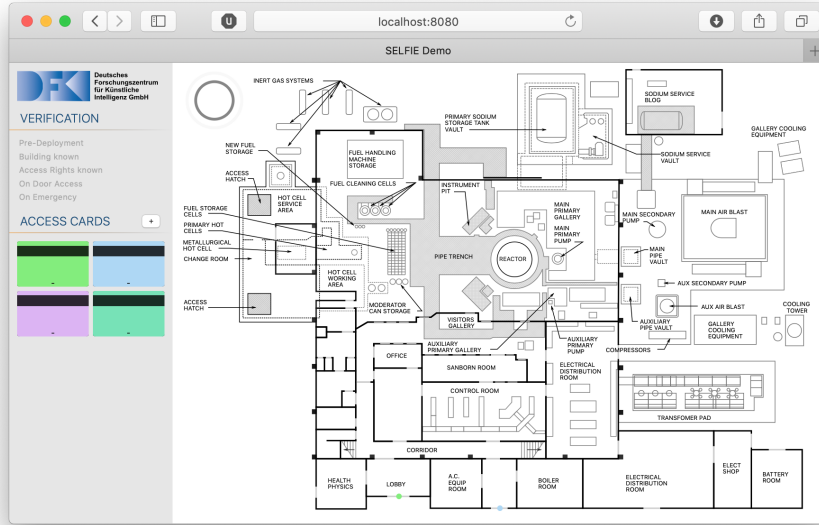 localhost:8080
SELFIE Demo
DFKI
Deutsches
Forschungszentrum
für Künstliche
Intelligenz GmbH
VERIFICATION
Pre-Deployment
Building known
Access Rights known
On Door Access
On Emergency
ACCESS CARDS
+
-
-
-
-
INERT GAS SYSTEMS
NEW FUEL
STORAGE
ACCESS
HATCH
FUEL STORAGE
CELLS
PRIMARY HOT
CELLS
METALLURGICAL
HOT CELL
CHANGE ROOM
ACCESS
HATCH
HOT CELL
SERVICE
AREA
HOT CELL
WORKING
AREA
FUEL HANDLING
MACHINE
STORAGE
FUEL CLEANING CELLS
MODERATOR
CAN STORAGE
PRIMARY SODIUM
STORAGE TANK
VAULT
INSTRUMENT
PIT
PIPE TRENCH
REACTOR
MAIN
PRIMARY
GALLERY
MAIN
PRIMARY
PUMP
VISITORS
GALLERY
AUXILIARY
PRIMARY GALLERY
AUXILIARY
PRIMARY
PUMP
SODIUM SERVICE
BLOG
SODIUM SERVICE
VAULT
GALLERY COOLING
EQUIPMENT
MAIN SECONDARY
PUMP
MAIN AIR BLAST
MAIN
PIPE
VAULT
AUX SECONDARY PUMP
AUX AIR BLAST
AUXILIARY
PIPE VAULT
COOLING
TOWER
GALLERY
COOLING
EQUIPMENT
COMPRESSORS
TRANSFOMER PAD
OFFICE
SANBORN ROOM
CONTROL ROOM
ELECTRICAL
DISTRIBUTION
ROOM
CORRIDOR
HEALTH
PHYSICS
LOBBY
A.C.
EQUIP
ROOM
BOILER
ROOM
ELECTRICAL
DISTRIBUTION
ROOM
ELECT
SHOP
BATTERY
ROOM